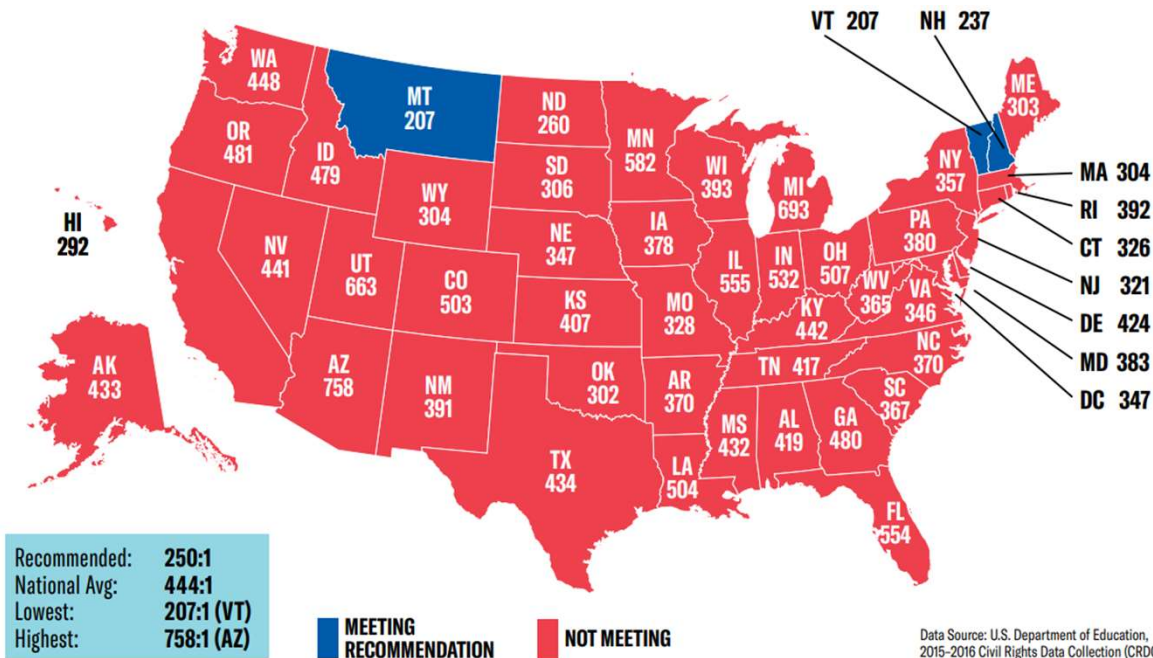 VT 207
NH 237
WA
448
MT
207
ND
260
MN
582
ME
303
OR
481
ID
479
SD
306
WI
393
MI
693
NY
357
WY
304
MA 304
RI 392
CT 326
NJ 321
DE 424
MD 383
DC 347
HI
292
NV
441
UT
663
CO
503
NE
347
IA
378
IL
555
IN
532
OH
507
PA
380
WV
365
VA
346
KS
407
MO
328
KY
442
NC
370
TN 417
AK
433
AZ
758
NM
391
OK
302
AR
370
SC
367
MS
432
AL
419
GA
480
TX
434
LA
504
FL
554
Recommended: 250:1
National Avg: 444:1
Lowest: 207:1 (VT)
Highest: 758:1 (AZ)
MEETING
RECOMMENDATION
NOT MEETING
Data Source: U.S. Department of Education,
2015–2016 Civil Rights Data Collection